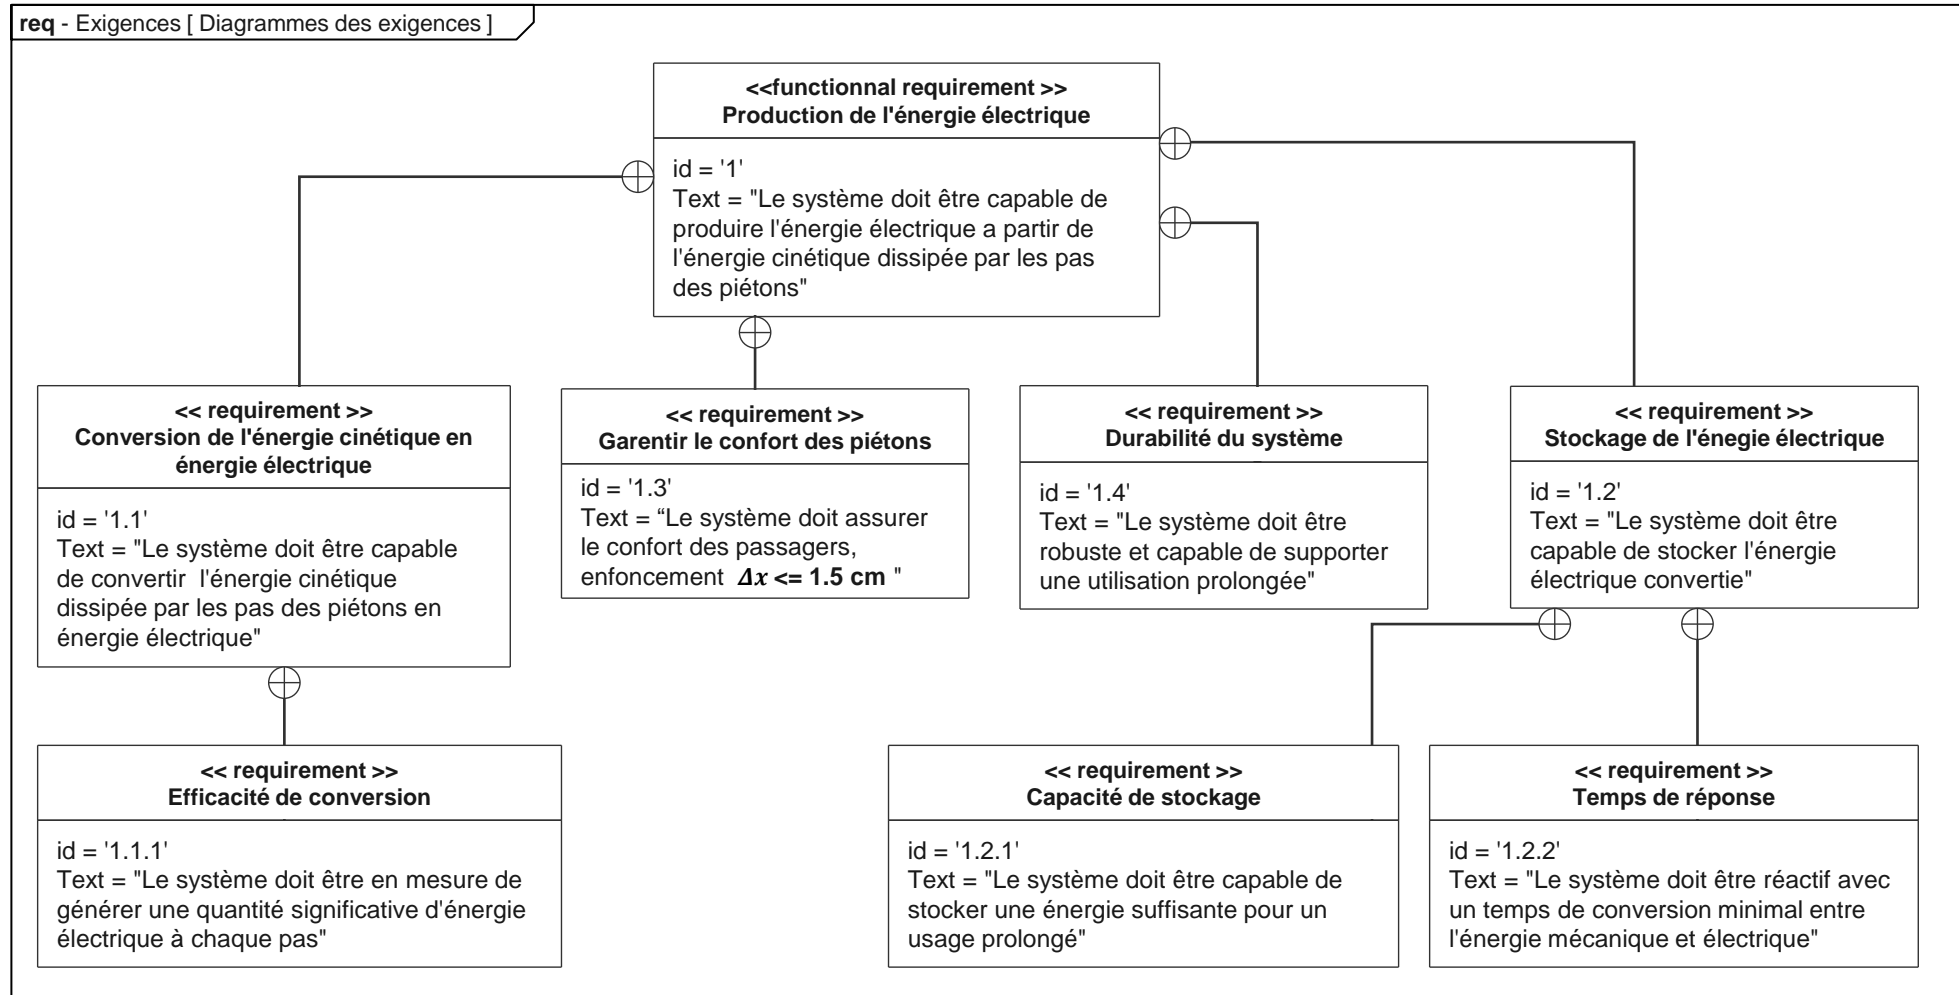 req - Exigences [ Diagrammes des exigences ]
<<functionnal requirement >>
Production de l'énergie électrique
id = '1'
Text = "Le système doit être capable de
produire l'énergie électrique a partir de
l'énergie cinétique dissipée par les pas
des piétons"
<< requirement >>
Conversion de l'énergie cinétique en
énergie électrique
id = '1.1'
Text = "Le système doit être capable
de convertir l'énergie cinétique
dissipée par les pas des piétons en
énergie électrique"
<< requirement >>
Garentir le confort des piétons
id = '1.3'
Text = “Le système doit assurer
le confort des passagers,
enfoncement Δx <= 1.5 cm "
<< requirement >>
Durabilité du système
id = '1.4'
Text = "Le système doit être
robuste et capable de supporter
une utilisation prolongée"
<< requirement >>
Stockage de l'énegie électrique
id = '1.2'
Text = "Le système doit être
capable de stocker l'énergie
électrique convertie"
<< requirement >>
Efficacité de conversion
id = '1.1.1'
Text = "Le système doit être en mesure de
générer une quantité significative d'énergie
électrique à chaque pas"
<< requirement >>
Capacité de stockage
id = '1.2.1'
Text = "Le système doit être capable de
stocker une énergie suffisante pour un
usage prolongé"
<< requirement >>
Temps de réponse
id = '1.2.2'
Text = "Le système doit être réactif avec
un temps de conversion minimal entre
l'énergie mécanique et électrique"